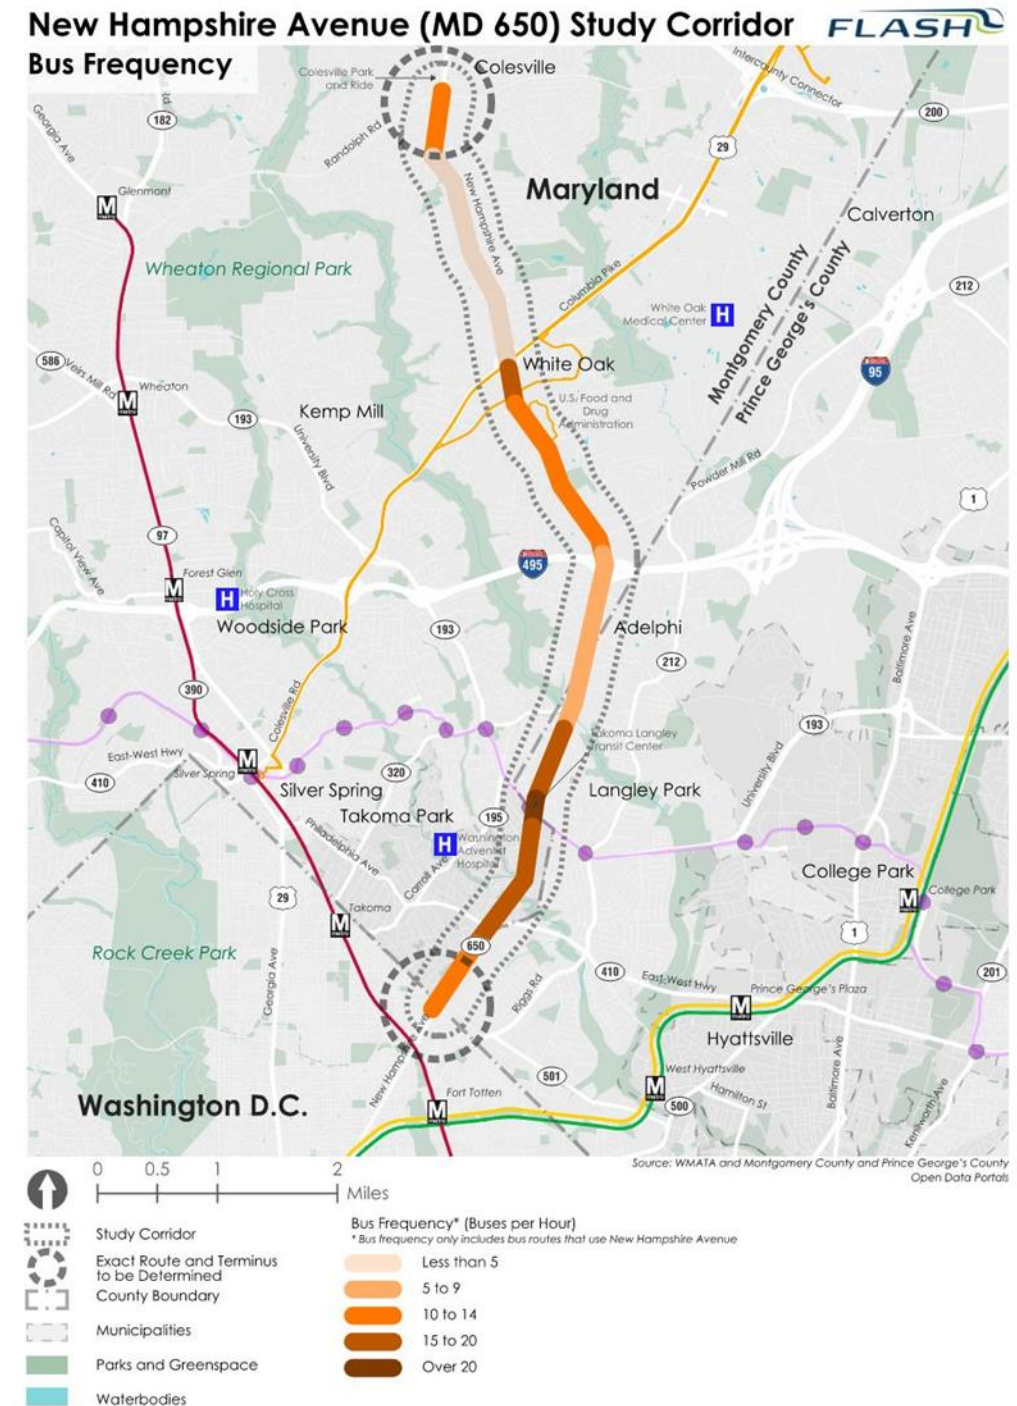 New Hampshire Avenue (MD 650) Study Corridor
FLASH
Bus Frequency
Colesville Park
and Ride
Colesville
Intercounty Connector
Georgia Ave
Rd
182
200
Randolph Rd
29
New Hampshire Ave
Maryland
Glenmont
M
Calverton
Wheaton Regional Park
Columbia Pike
Montgomery County
Prince George's County
212
White Oak
Medical Center
H
586
Veirs Mill Rd
Wheaton
M
White Oak
95
U.S. Food and
Drug
Administration
Kemp Mill
193
University Blvd
Powder Mill Rd
1
97
Capitol View Ave
495
Forest Glen
M
H
Holy Cross
Hospital
Woodside Park
193
Adelphi
Baltimore Ave
212
390
Colesville Rd
193
Takoma Langley
Transit Center
East-West Hwy
M
Silver Spring
410
320
University Blvd
Silver Spring
Langley Park
Takoma Park
195
Philadelphia Ave
H
Washington
Adventist
Hospital
Carroll Ave
College Park
29
M
College Park
Takoma
M
1
650
Rock Creek Park
Georgia Ave
410
East-West Hwy
Riggs Rd
Prince George's Plaza
M
201
New Hampshire Ave
Hyattsville
Baltimore Ave
501
West Hyattsville
M
Hamilton St
500
Kenilworth Ave
Washington D.C.
Fort Totten
M
Source: WMATA and Montgomery County and Prince George's County
Open Data Portals
0 0.5 1 2
Miles
Study Corridor
Exact Route and Terminus
to be Determined
County Boundary
Municipalities
Parks and Greenspace
Waterbodies
Bus Frequency* (Buses per Hour)
* Bus frequency only includes bus routes that use New Hampshire Avenue
Less than 5
5 to 9
10 to 14
15 to 20
Over 20